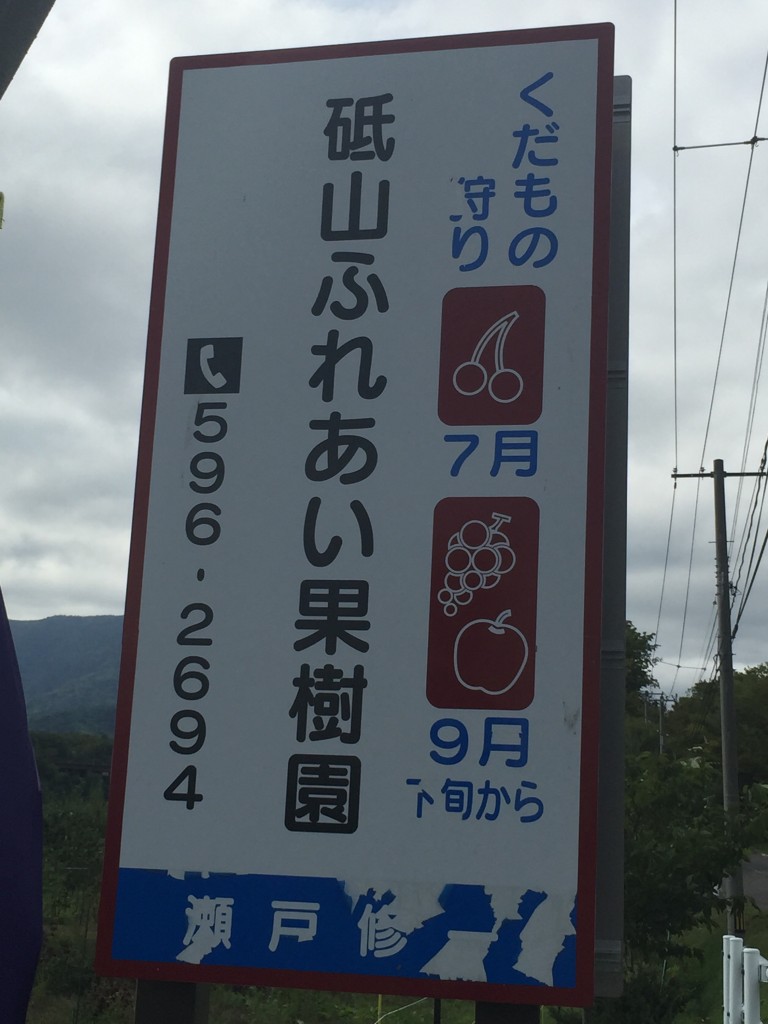 くだもの
狩り
7月
9月
下旬から
砥山ふれあい果樹園
596-2694
瀬戸修